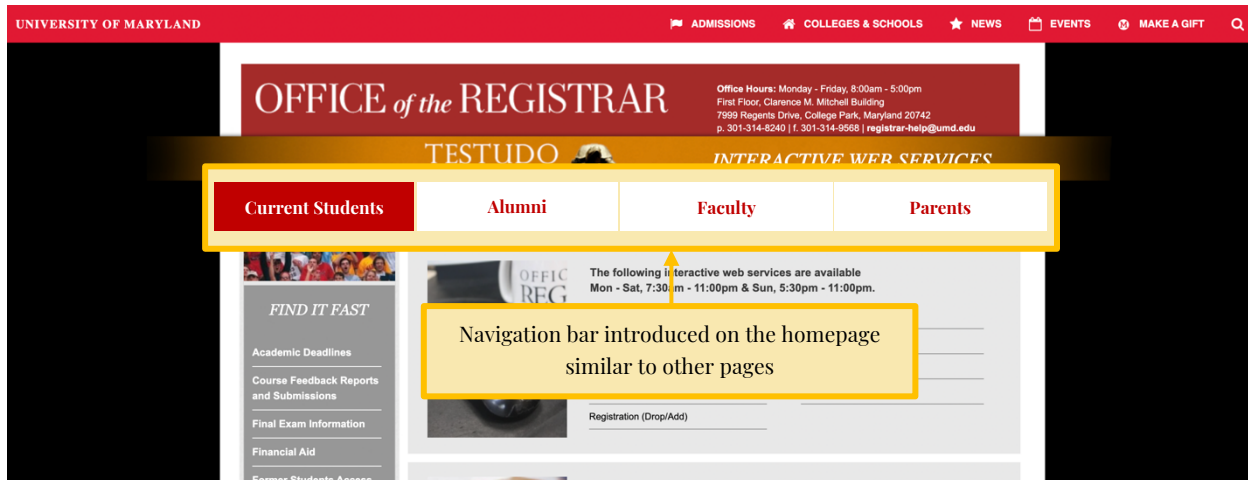 UNIVERSITY OF MARYLAND
ADMISSIONS
COLLEGES & SCHOOLS
NEWS
EVENTS
MAKE A GIFT
OFFICE of the REGISTRAR
Office Hours: Monday - Friday, 8:00am - 5:00pm
First Floor, Clarence M. Mitchell Building
7999 Regents Drive, College Park, Maryland 20742
p. 301-314-8240 | f. 301-314-9568 | registrar-help@umd.edu
TESTUDO
INTERACTIVE WEB SERVICES
Current Students
Alumni
Faculty
Parents
OFFIC
REG
The following interactive web services are available
Mon - Sat, 7:30am - 11:00pm & Sun, 5:30pm - 11:00pm.
FIND IT FAST
Navigation bar introduced on the homepage
similar to other pages
Academic Deadlines
Course Feedback Reports
and Submissions
Final Exam Information
Registration (Drop/Add)
Financial Aid
Former Students Access